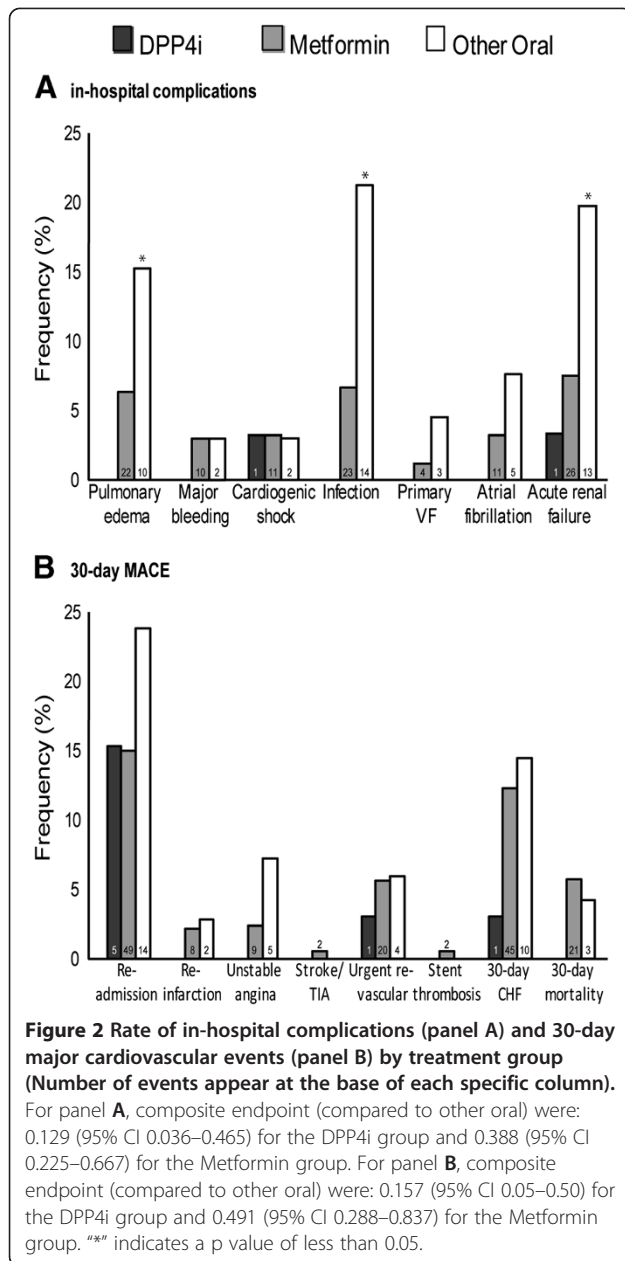 DPP4i Metformin Other Oral
A in-hospital complications
Frequency (%)
25
20
15
10
5
0
* * *
22 10 10 2 1 11 2 23 14 4 3 11 5 1 26 13
Pulmonary edema
Major bleeding
Cardiogenic shock
Infection
Primary VF
Atrial fibrillation
Acute renal failure
B 30-day MACE
Frequency (%)
25
20
15
10
5
0
5 49 14 8 2 9 5 2 1 20 4 2 1 45 10 21 3
Re-admission
Re-infarction
Unstable angina
Stroke/TIA
Urgent re-vascular
Stent thrombosis
30-day CHF
30-day mortality
Figure 2 Rate of in-hospital complications (panel A) and 30-day
major cardiovascular events (panel B) by treatment group
(Number of events appear at the base of each specific column).
For panel A, composite endpoint (compared to other oral) were:
0.129 (95% CI 0.036–0.465) for the DPP4i group and 0.388 (95% CI
0.225–0.667) for the Metformin group. For panel B, composite
endpoint (compared to other oral) were: 0.157 (95% CI 0.05–0.50) for
the DPP4i group and 0.491 (95% CI 0.288–0.837) for the Metformin
group. “*” indicates a p value of less than 0.05.